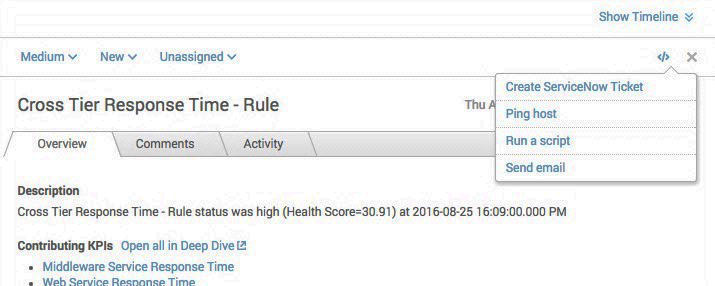 Show Timeline
Medium New Unassigned
</>
Create ServiceNow Ticket
Ping host
Run a script
Send email
Cross Tier Response Time - Rule
Thu A
Overview Comments Activity
Description
Cross Tier Response Time - Rule status was high (Health Score=30.91) at 2016-08-25 16:09:00.000 PM
Contributing KPIs Open all in Deep Dive
Middleware Service Response Time
Web Service Response Time